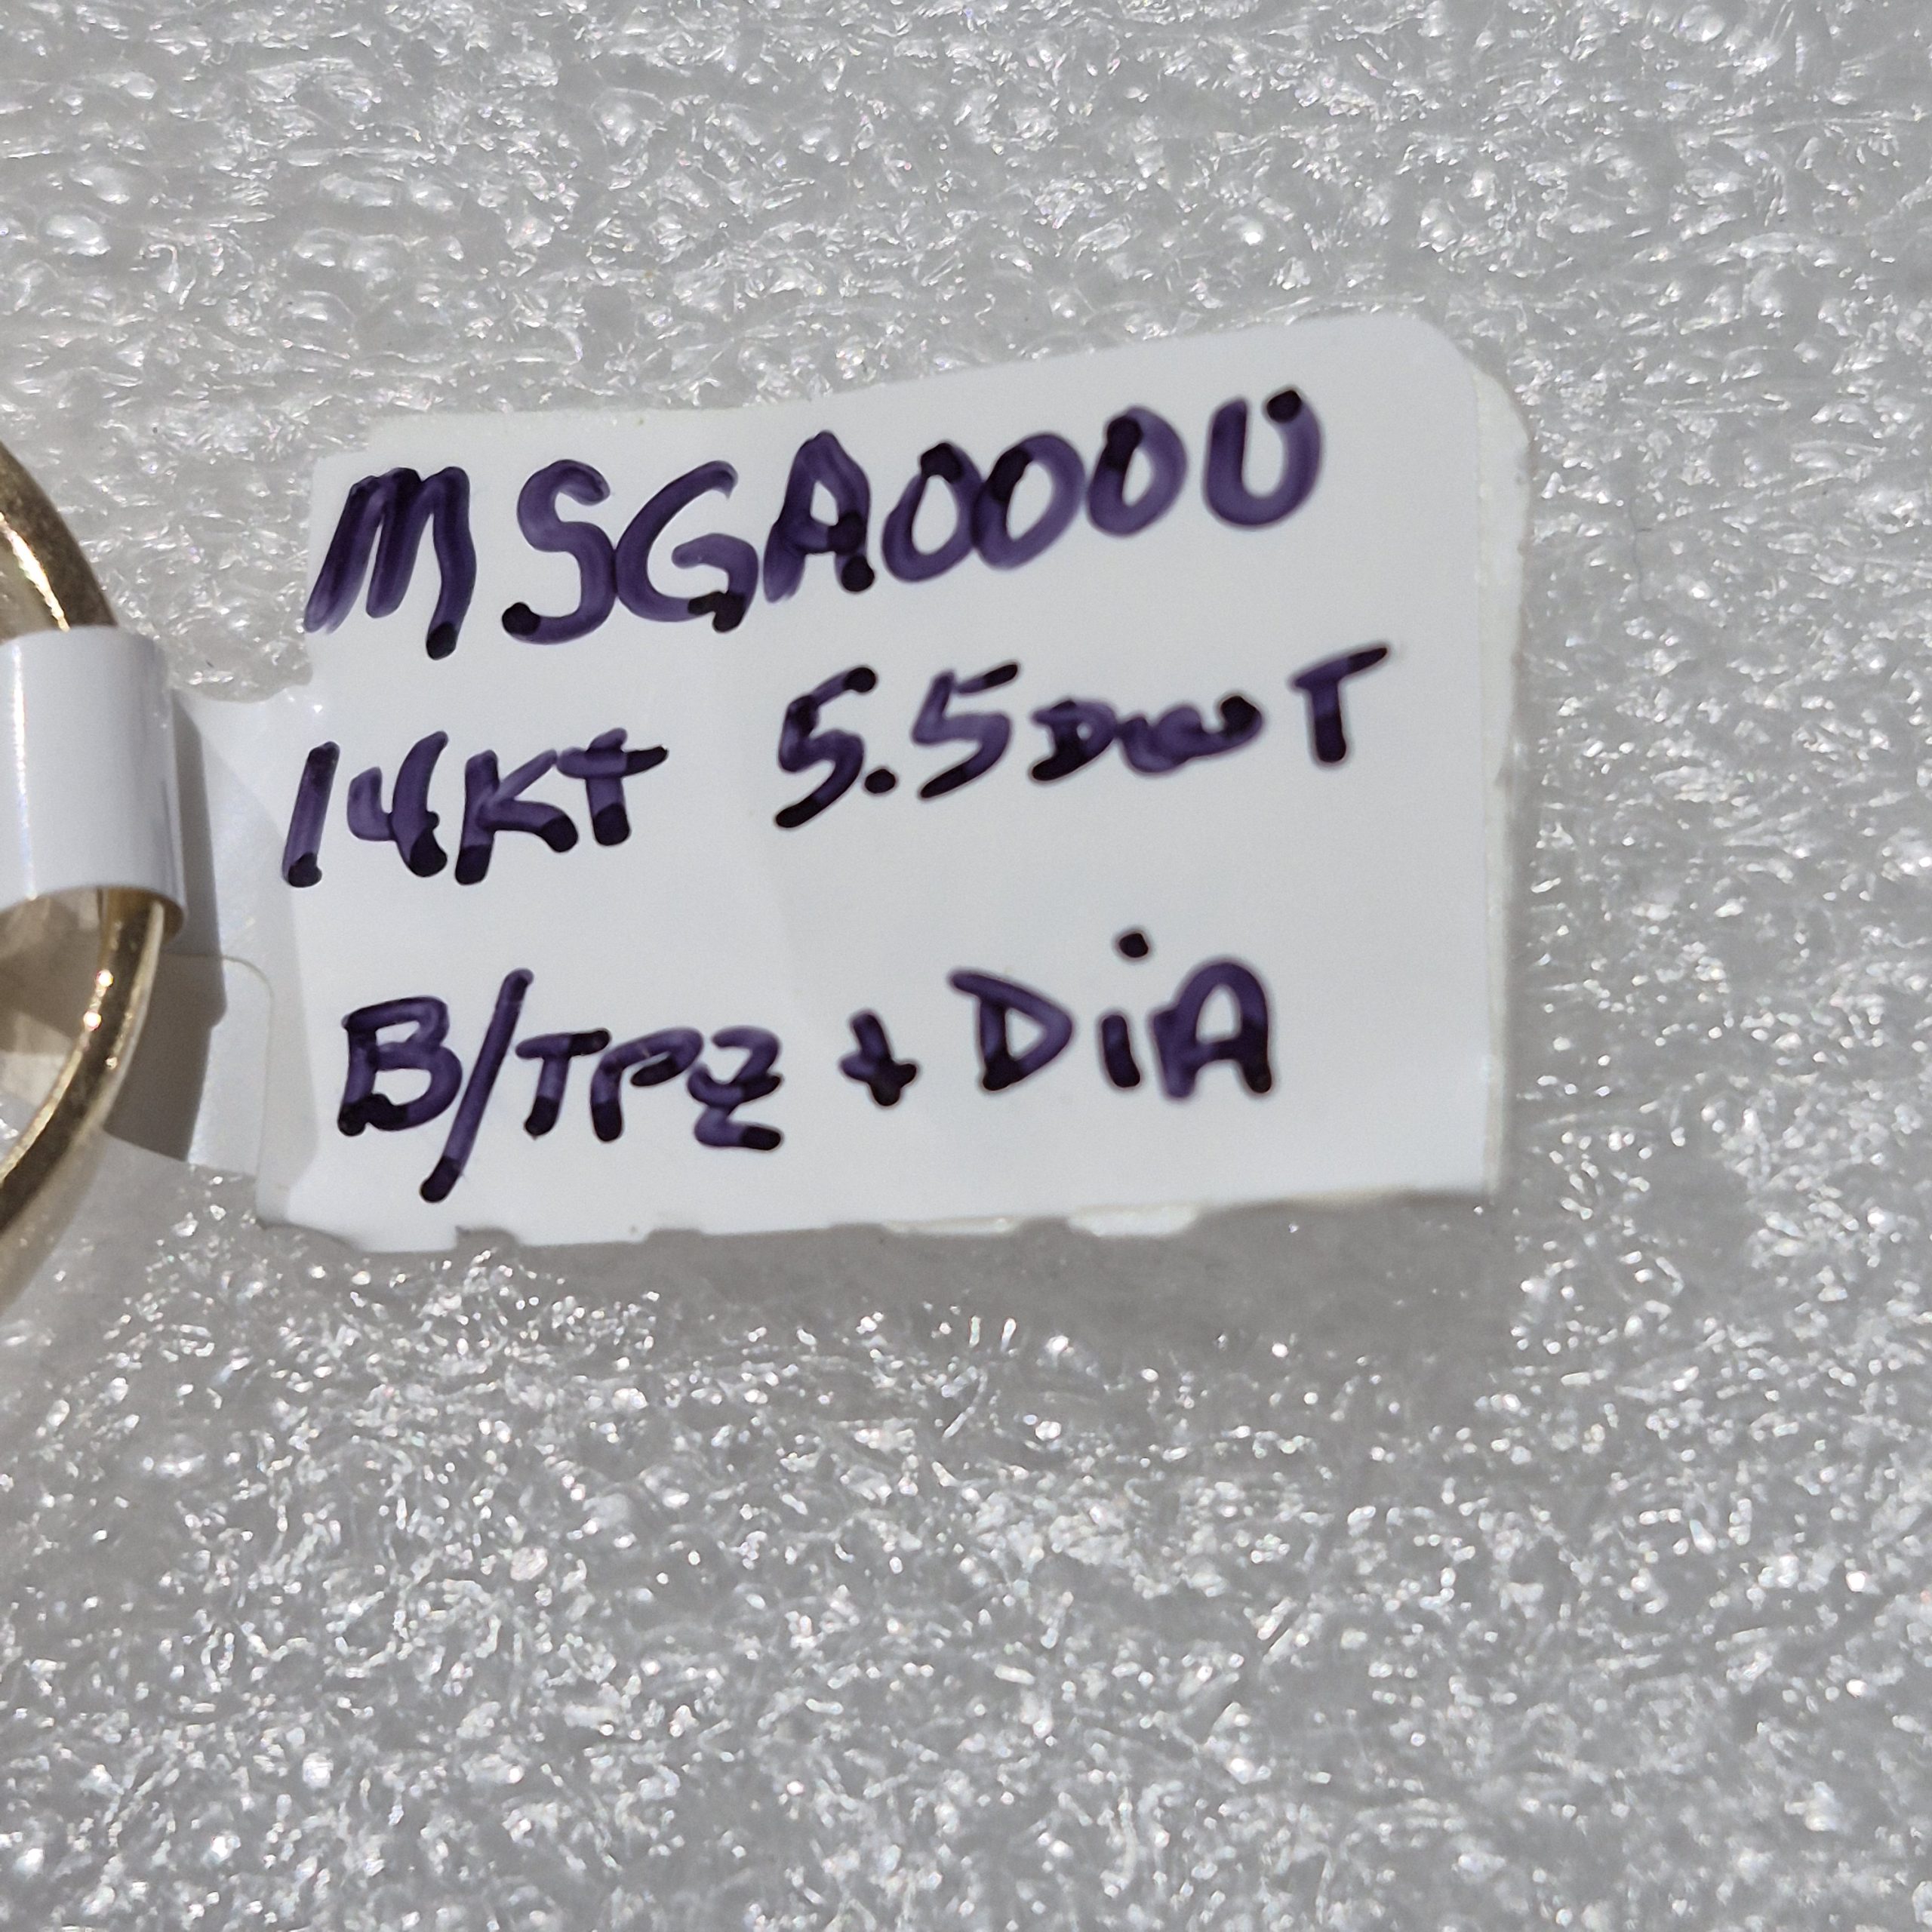 MSGA000U
14KT 5.5DWT
B/TPZ + DiA